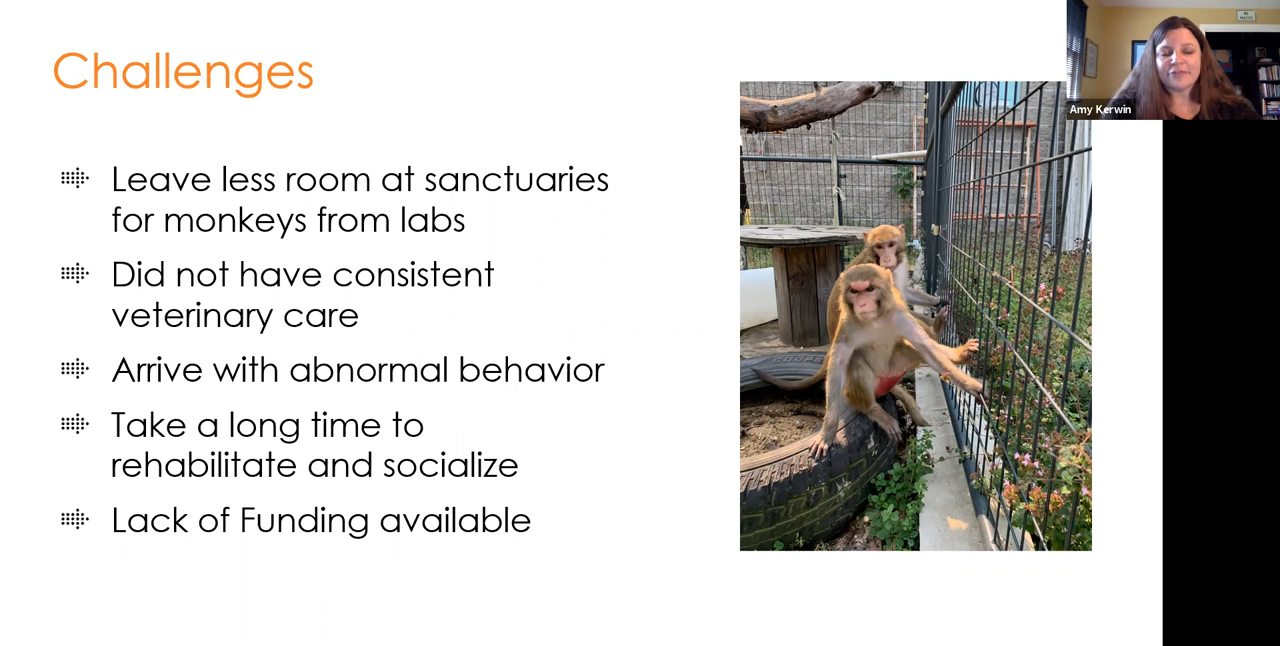 Challenges
Leave less room at sanctuaries
for monkeys from labs
Did not have consistent
veterinary care
Arrive with abnormal behavior
Take a long time to
rehabilitate and socialize
Lack of Funding available
Amy Kerwin